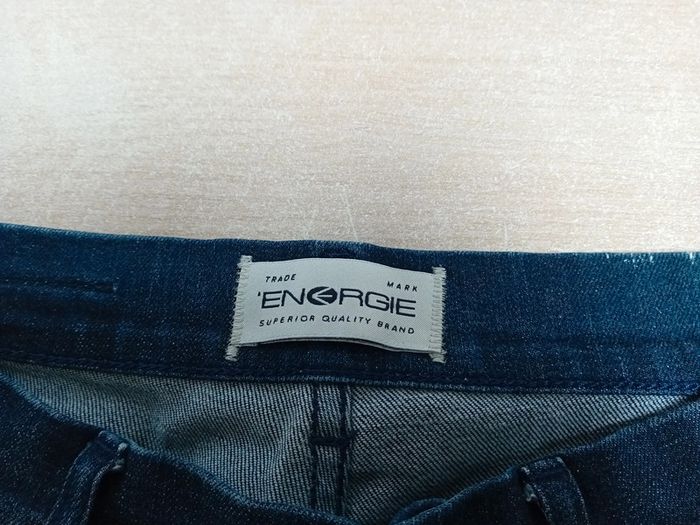 TRADE MARK
'ENERGIE
SUPERIOR QUALITY BRAND